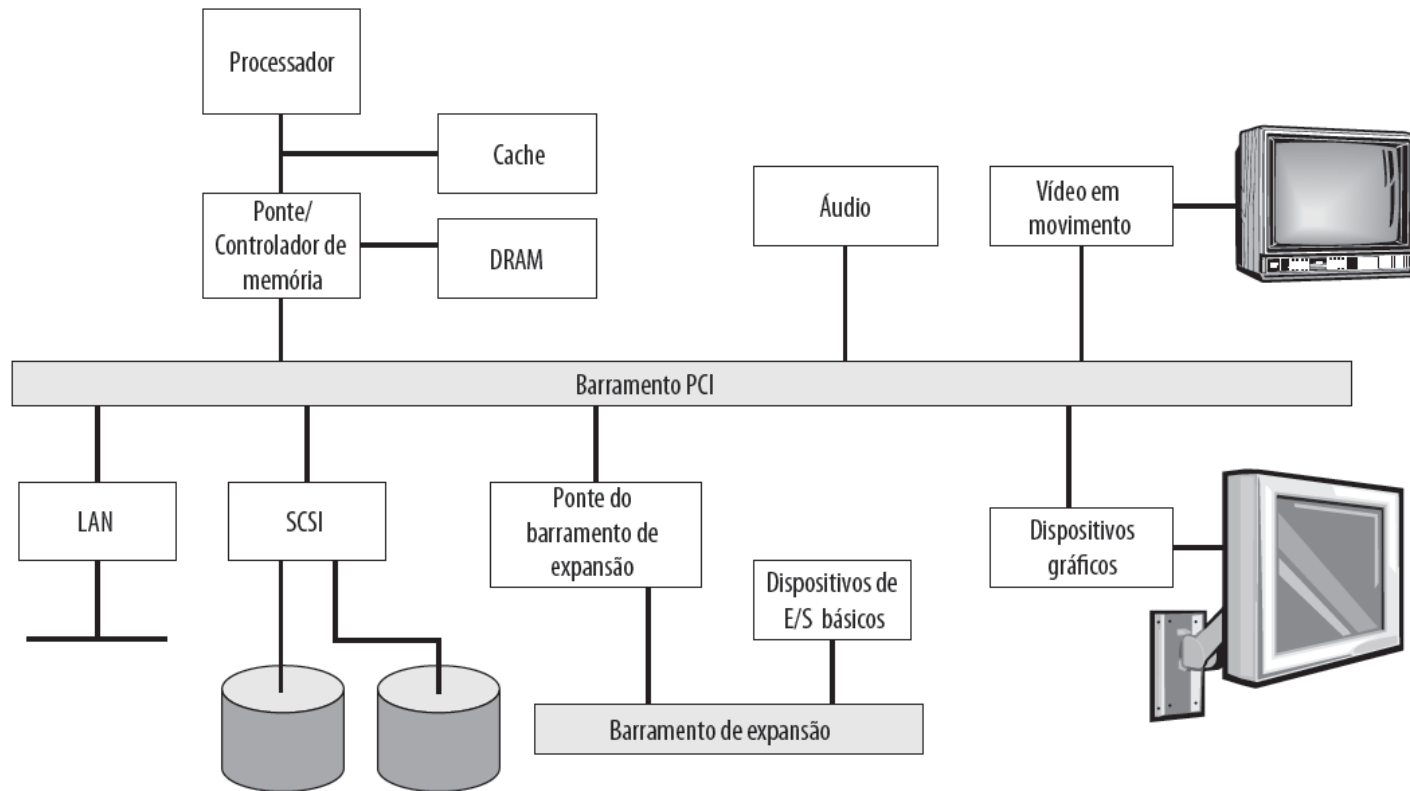 Processador
Cache
Ponte/
Controlador de
memória
DRAM
Áudio
Vídeo em
movimento
Barramento PCI
LAN
SCSI
Ponte do
barramento de
expansão
Dispositivos de
E/S básicos
Dispositivos
gráficos
Barramento de expansão